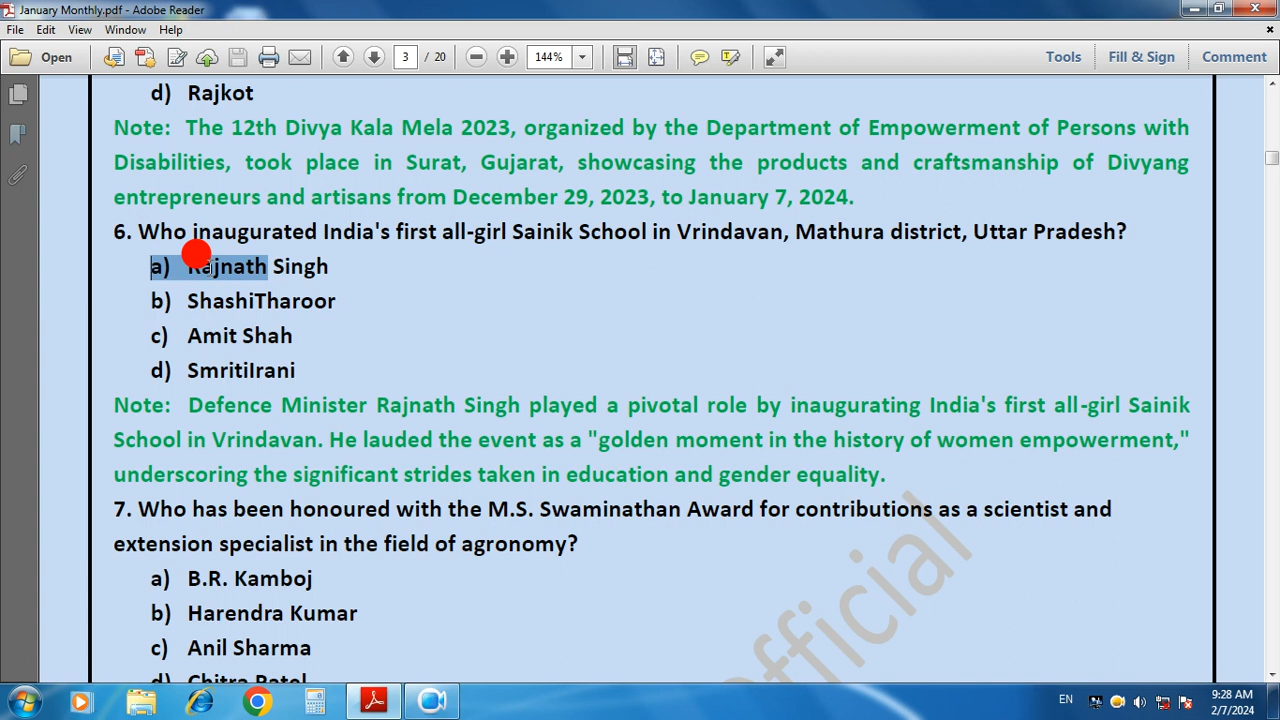 January Monthly.pdf - Adobe Reader
File Edit View Window Help
Open 3 / 20 144% Tools Fill & Sign Comment
d) Rajkot
Note: The 12th Divya Kala Mela 2023, organized by the Department of Empowerment of Persons with
Disabilities, took place in Surat, Gujarat, showcasing the products and craftsmanship of Divyang
entrepreneurs and artisans from December 29, 2023, to January 7, 2024.
6. Who inaugurated India's first all-girl Sainik School in Vrindavan, Mathura district, Uttar Pradesh?
a) Rajnath Singh
b) ShashiTharoor
c) Amit Shah
d) SmritiIrani
Note: Defence Minister Rajnath Singh played a pivotal role by inaugurating India's first all-girl Sainik
School in Vrindavan. He lauded the event as a "golden moment in the history of women empowerment,"
underscoring the significant strides taken in education and gender equality.
7. Who has been honoured with the M.S. Swaminathan Award for contributions as a scientist and
extension specialist in the field of agronomy?
a) B.R. Kamboj
b) Harendra Kumar
c) Anil Sharma
d) Chitra Patel
official
EN 9:28 AM
2/7/2024